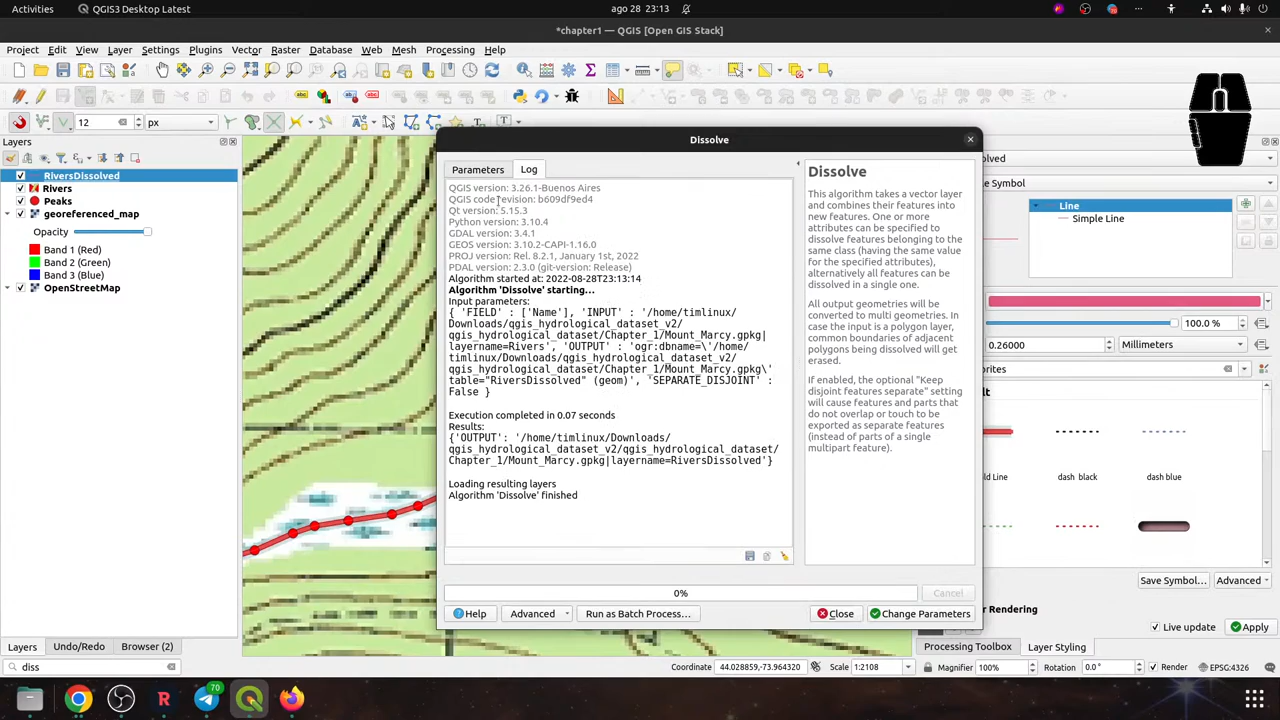 Activities
QGIS3 Desktop Latest
ago 28 23:13
*chapter1 — QGIS [Open GIS Stack]
Project Edit View Layer Settings Plugins Vector Raster Database Web Mesh Processing Help
12 px
Layers
RiversDissolved
Rivers
Peaks
georeferenced_map
Opacity
Band 1 (Red)
Band 2 (Green)
Band 3 (Blue)
OpenStreetMap
Dissolve
Parameters
Log
QGIS version: 3.26.1-Buenos Aires
QGIS code revision: b609df9ed4
Qt version: 5.15.3
Python version: 3.10.4
GDAL version: 3.4.1
GEOS version: 3.10.2-CAPI-1.16.0
PROJ version: Rel. 8.2.1, January 1st, 2022
PDAL version: 2.3.0 (git-version: Release)
Algorithm started at: 2022-08-28T23:13:14
Algorithm 'Dissolve' starting…
Input parameters:
{ 'FIELD' : ['Name'], 'INPUT' : '/home/timlinux/
Downloads/qgis_hydrological_dataset_v2/
qgis_hydrological_dataset/Chapter_1/Mount_Marcy.gpkg|
layername=Rivers', 'OUTPUT' : 'ogr:dbname=\'/home/
timlinux/Downloads/qgis_hydrological_dataset_v2/
qgis_hydrological_dataset/Chapter_1/Mount_Marcy.gpkg\'
table="RiversDissolved" (geom)', 'SEPARATE_DISJOINT' :
False }
Execution completed in 0.07 seconds
Results:
{'OUTPUT': '/home/timlinux/Downloads/
qgis_hydrological_dataset_v2/qgis_hydrological_dataset/
Chapter_1/Mount_Marcy.gpkg|layername=RiversDissolved'}
Loading resulting layers
Algorithm 'Dissolve' finished
Dissolve
This algorithm takes a vector layer
and combines their features into
new features. One or more
attributes can be specified to
dissolve features belonging to the
same class (having the same value
for the specified attributes),
alternatively all features can be
dissolved in a single one.
All output geometries will be
converted to multi geometries. In
case the input is a polygon layer,
common boundaries of adjacent
polygons being dissolved will get
erased.
If enabled, the optional "Keep
disjoint features separate" setting
will cause features and parts that
do not overlap or touch to be
exported as separate features
(instead of parts of a single
multipart feature).
0%
Cancel
Help
Advanced
Run as Batch Process…
Close
Change Parameters
Line
Simple Line
100.0 %
0.26000
Millimeters
dash black
dash blue
Save Symbol…
Advanced
Live update
Apply
Layers
Undo/Redo
Browser (2)
Processing Toolbox
Layer Styling
diss
Coordinate 44.028859,-73.964320
Scale 1:2108
Magnifier 100%
Rotation 0.0 °
Render
EPSG:4326
70